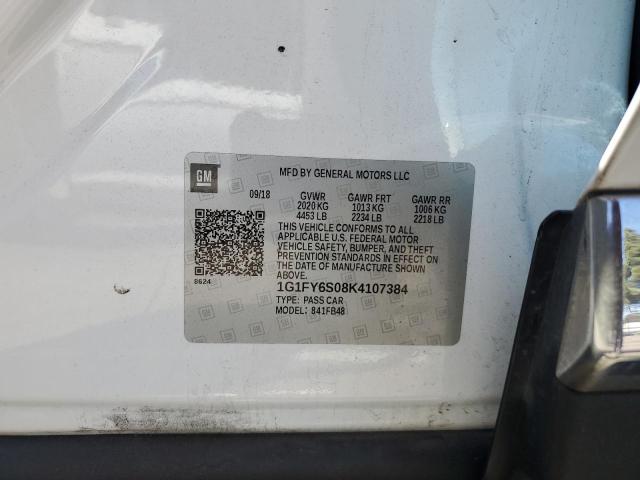 GM
MFD BY GENERAL MOTORS LLC
09/18 GVWR GAWR FRT GAWR RR
2020 KG 1013 KG 1006 KG
4453 LB 2234 LB 2218 LB
THIS VEHICLE CONFORMS TO ALL
APPLICABLE U.S. FEDERAL MOTOR
VEHICLE SAFETY, BUMPER, AND THEFT
PREVENTION STANDARDS IN EFFECT ON
THE DATE OF MANUFACTURE SHOWN
ABOVE.
8624
1G1FY6S08K4107384
TYPE: PASS CAR
MODEL: 841FB48